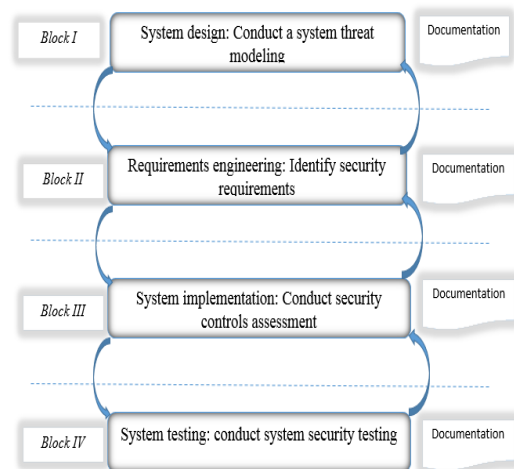 Block I
System design: Conduct a system threat
modeling
Documentation
Block II
Requirements engineering: Identify security
requirements
Documentation
Block III
System implementation: Conduct security
controls assessment
Documentation
Block IV
System testing: conduct system security testing
Documentation